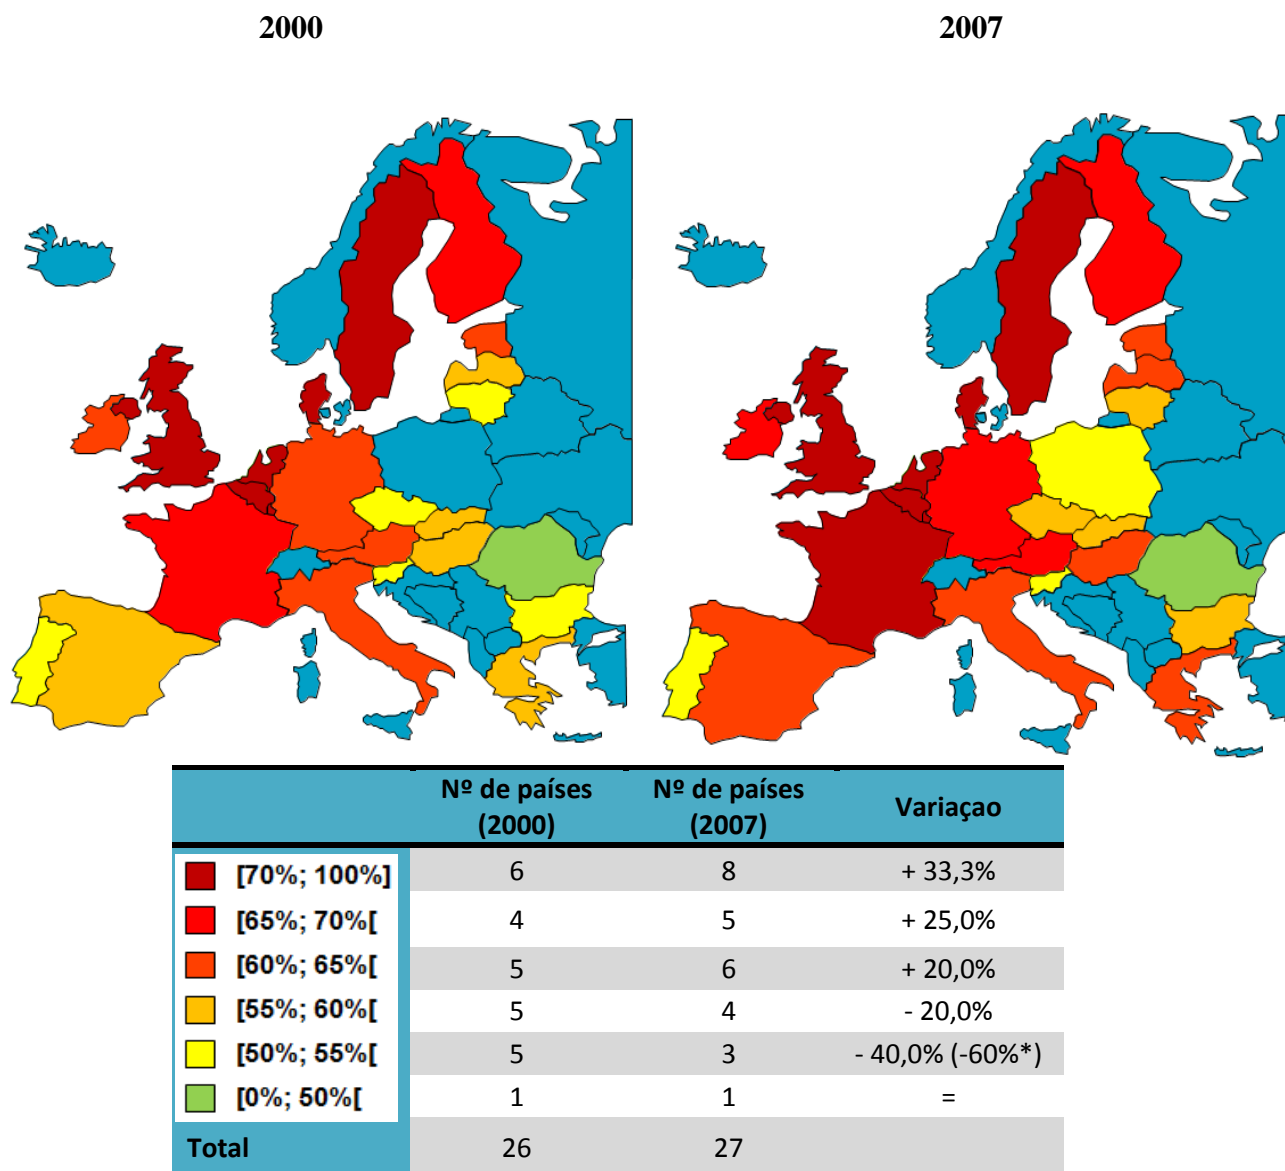 2000 2007
Nº de países (2000) Nº de países (2007) Variaçao
[70%; 100%] 6 8 + 33,3%
[65%; 70%[ 4 5 + 25,0%
[60%; 65%[ 5 6 + 20,0%
[55%; 60%[ 5 4 - 20,0%
[50%; 55%[ 5 3 - 40,0% (-60%*)
[0%; 50%[ 1 1 =
Total 26 27